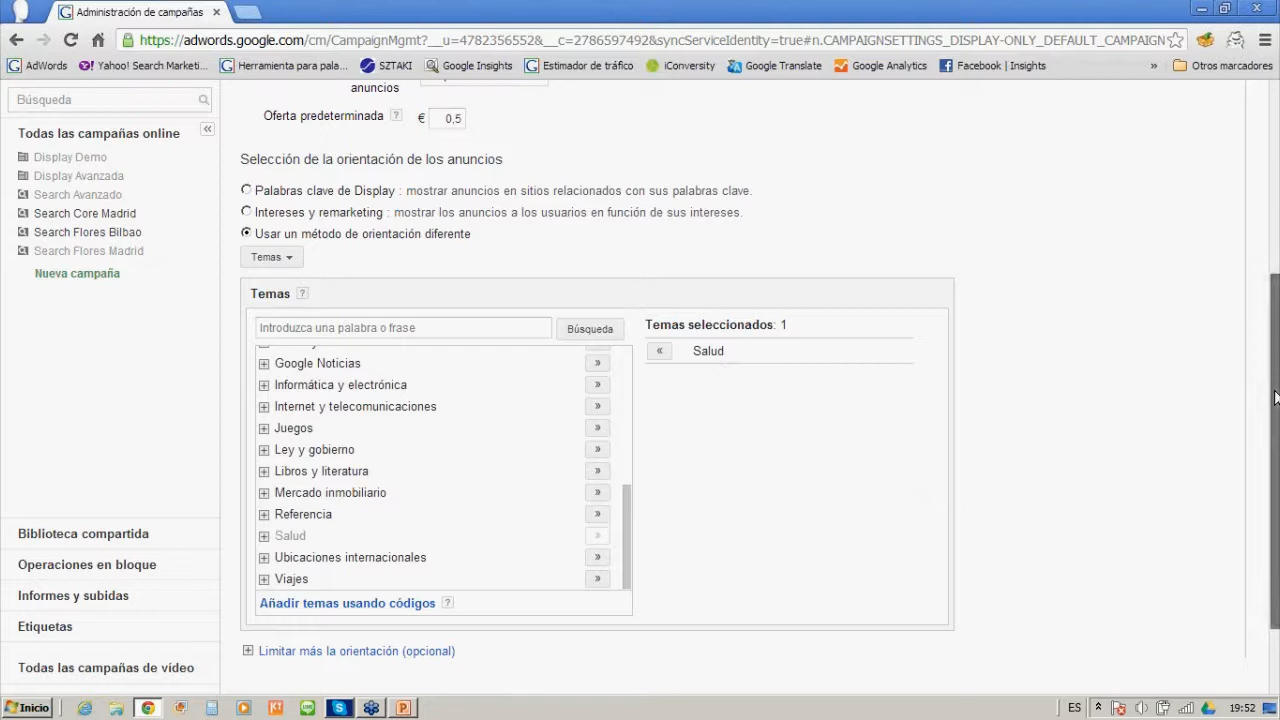 Administración de campañas
https://adwords.google.com/cm/CampaignMgmt?__u=4782356552&__c=2786597492&syncServiceIdentity=true#n.CAMPAIGNSETTINGS_DISPLAY-ONLY_DEFAULT_CAMPAIGN
AdWords Yahoo! Search Marketi... Herramienta para pala... SZTAKI Google Insights Estimador de tráfico iConversity Google Translate Google Analytics Facebook | Insights » Otros marcadores
Búsqueda
Todas las campañas online
Display Demo
Display Avanzada
Search Avanzado
Search Core Madrid
Search Flores Bilbao
Search Flores Madrid
Nueva campaña
Biblioteca compartida
Operaciones en bloque
Informes y subidas
Etiquetas
Todas las campañas de vídeo
anuncios
Oferta predeterminada ? € 0,5
Selección de la orientación de los anuncios
Palabras clave de Display : mostrar anuncios en sitios relacionados con sus palabras clave.
Intereses y remarketing : mostrar los anuncios a los usuarios en función de sus intereses.
Usar un método de orientación diferente
Temas
Temas ?
Introduzca una palabra o frase Búsqueda
Google Noticias »
Informática y electrónica »
Internet y telecomunicaciones »
Juegos »
Ley y gobierno »
Libros y literatura »
Mercado inmobiliario »
Referencia »
Salud »
Ubicaciones internacionales »
Viajes »
Añadir temas usando códigos ?
Temas seleccionados: 1
« Salud
Limitar más la orientación (opcional)
Inicio ES 19:52